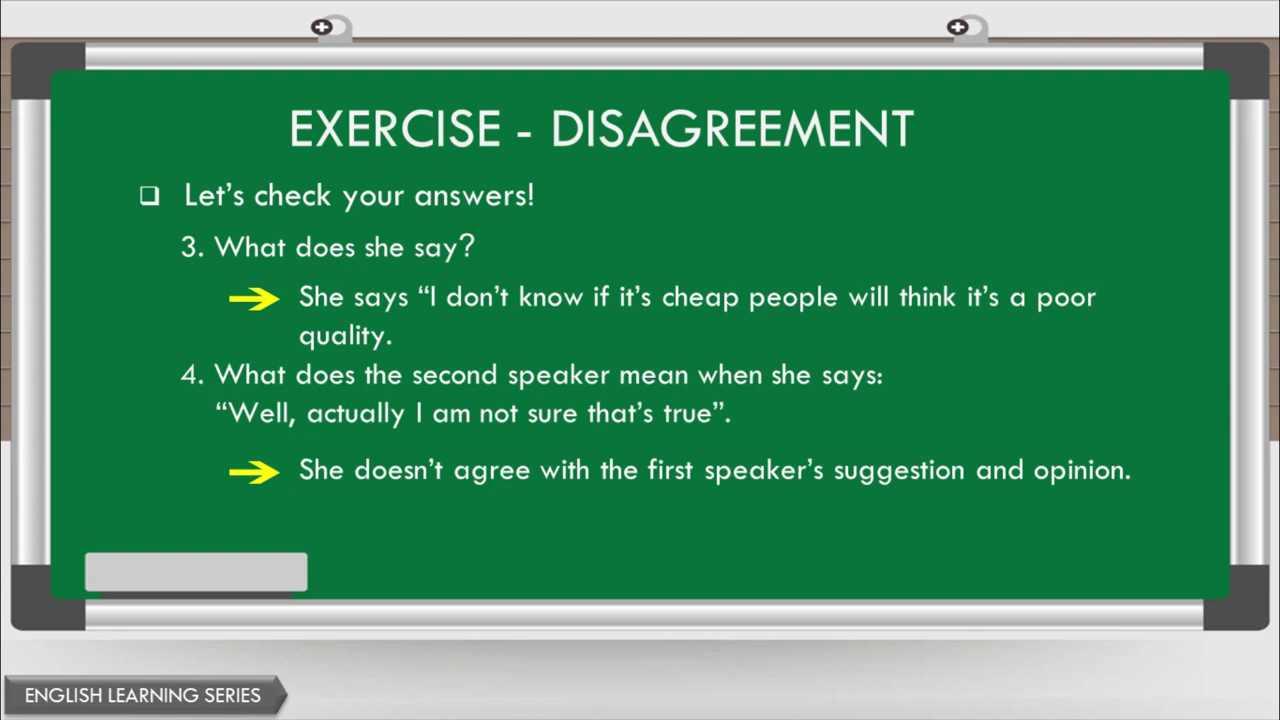 EXERCISE - DISAGREEMENT
❑ Let's check your answers!
3. What does she say?
She says “I don't know if it's cheap people will think it's a poor
quality.
4. What does the second speaker mean when she says:
“Well, actually I am not sure that's true”.
She doesn't agree with the first speaker's suggestion and opinion.
ENGLISH LEARNING SERIES